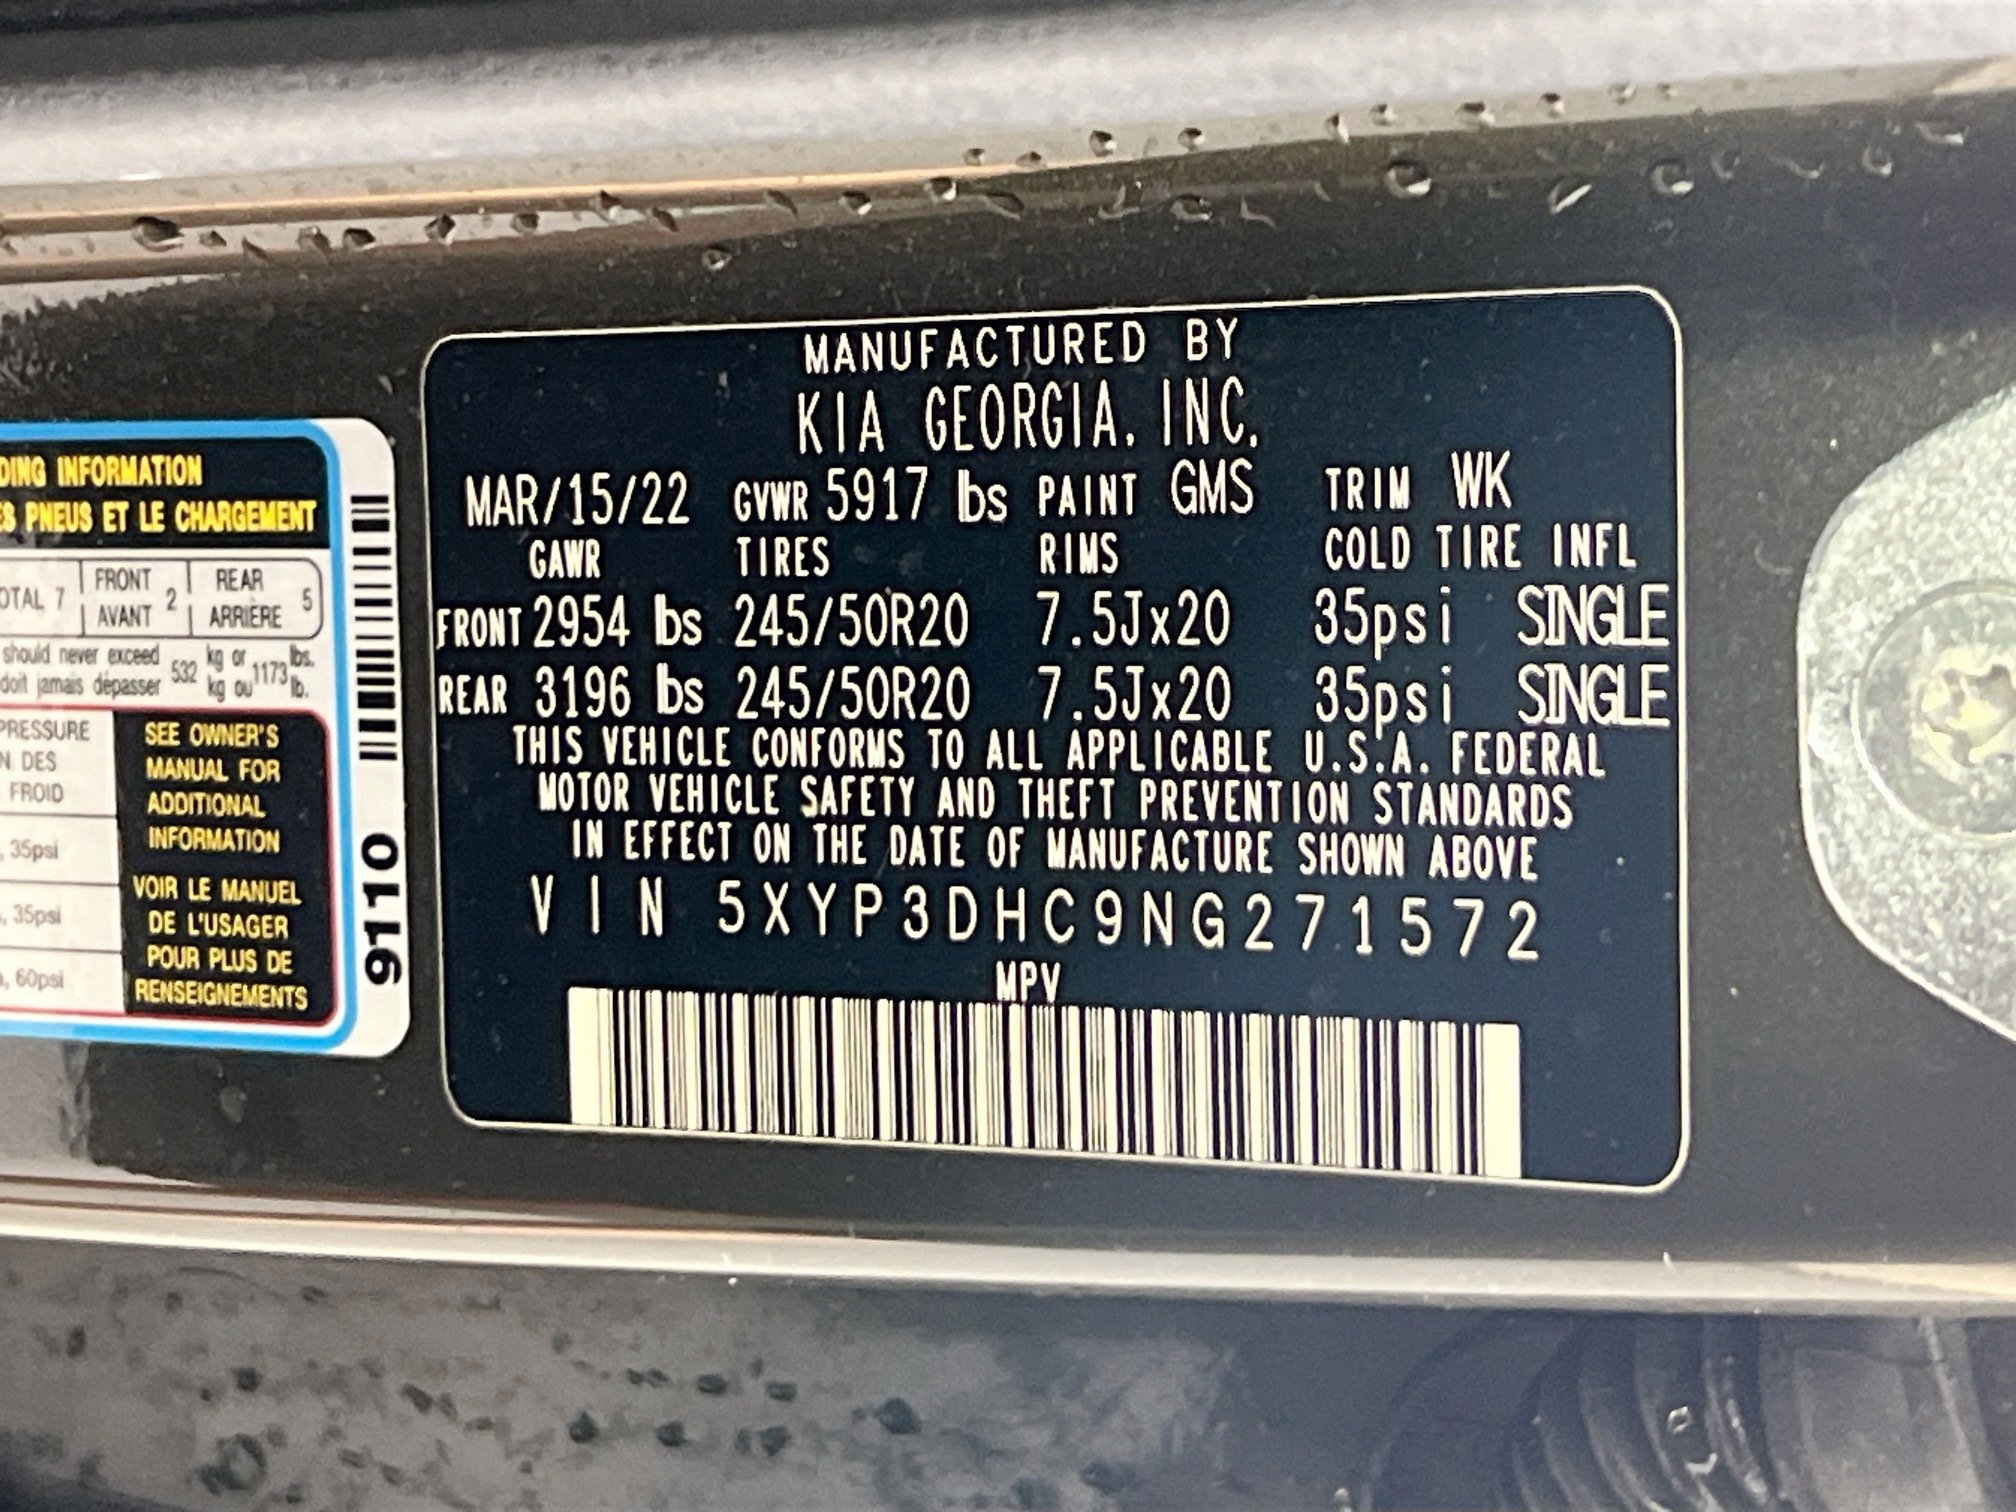 MANUFACTURED BY
KIA GEORGIA, INC.
MAR/15/22 GVWR 5917 lbs PAINT GMS TRIM WK
GAWR TIRES RIMS COLD TIRE INFL
FRONT 2954 lbs 245/50R20 7.5Jx20 35psi SINGLE
REAR 3196 lbs 245/50R20 7.5Jx20 35psi SINGLE
THIS VEHICLE CONFORMS TO ALL APPLICABLE U.S.A. FEDERAL
MOTOR VEHICLE SAFETY AND THEFT PREVENTION STANDARDS
IN EFFECT ON THE DATE OF MANUFACTURE SHOWN ABOVE
VIN 5XYP3DHC9NG271572
MPV
INFORMATION
PNEUS ET LE CHARGEMENT
7 FRONT 2 REAR 5
AVANT ARRIÈRE
should never exceed 532 kg or 1173 lbs.
doit jamais dépasser kg ou lb.
PRESSURE
DES
FROID
35psi
35psi
60psi
SEE OWNER'S
MANUAL FOR
ADDITIONAL
INFORMATION
VOIR LE MANUEL
DE L'USAGER
POUR PLUS DE
RENSEIGNEMENTS
9110